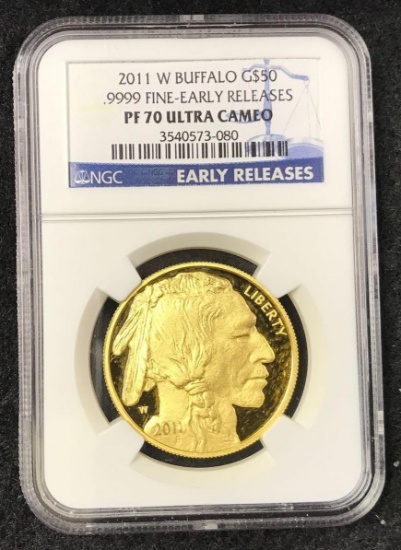 2011 W BUFFALO G$50
.9999 FINE-EARLY RELEASES
PF 70 ULTRA CAMEO
3540573-080
NGC EARLY RELEASES
LIBERTY
W
2011